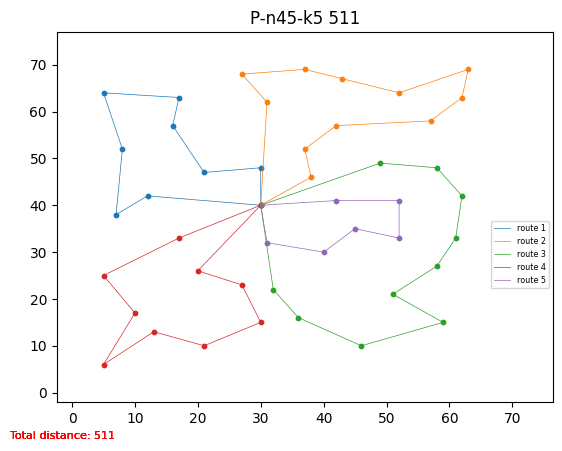 P-n45-k5 511
70
60
50
40
30
20
10
0
route 1
route 2
route 3
route 4
route 5
0 10 20 30 40 50 60 70
Total distance: 511